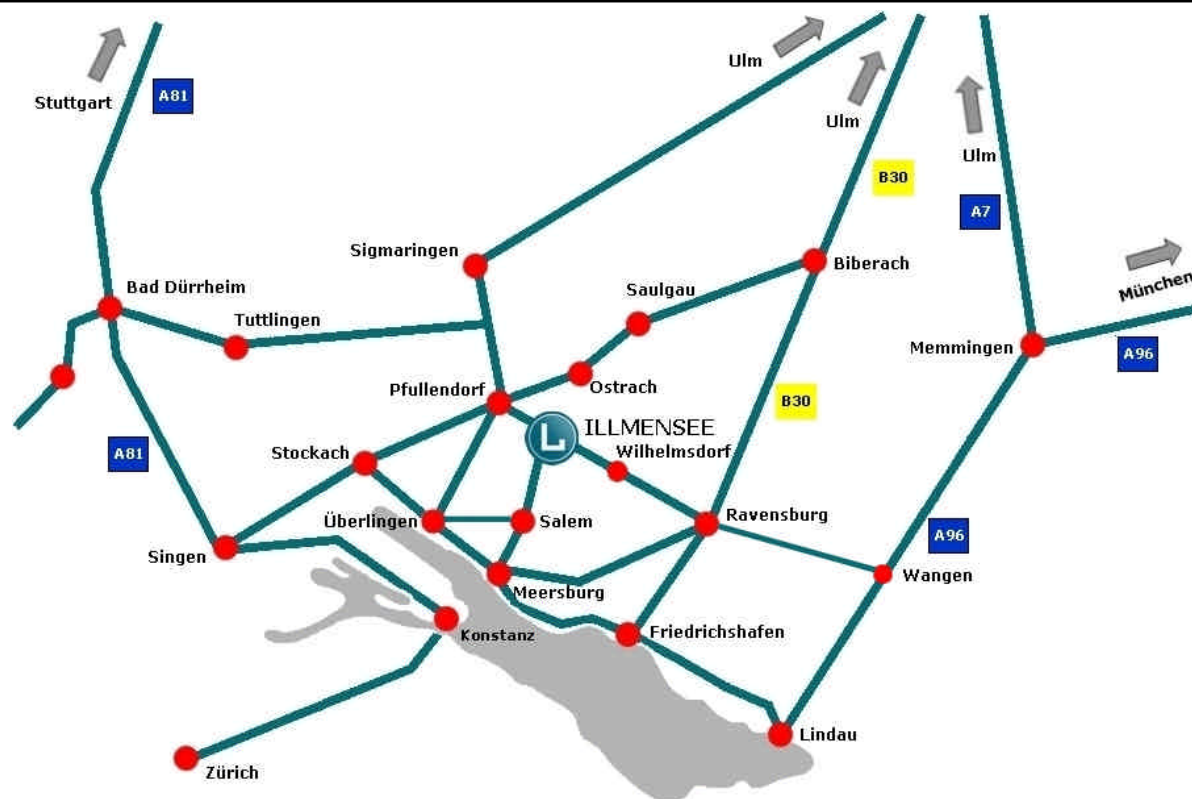 Ulm
Stuttgart
A81
Ulm
Ulm
B30
A7
Sigmaringen
Biberach
München
Bad Dürrheim
Saulgau
Tuttlingen
Memmingen
A96
Pfullendorf
Ostrach
B30
ILLMENSEE
Wilhelmsdorf
A81
Stockach
Überlingen
Salem
Ravensburg
A96
Singen
Wangen
Meersburg
Konstanz
Friedrichshafen
Lindau
Zürich